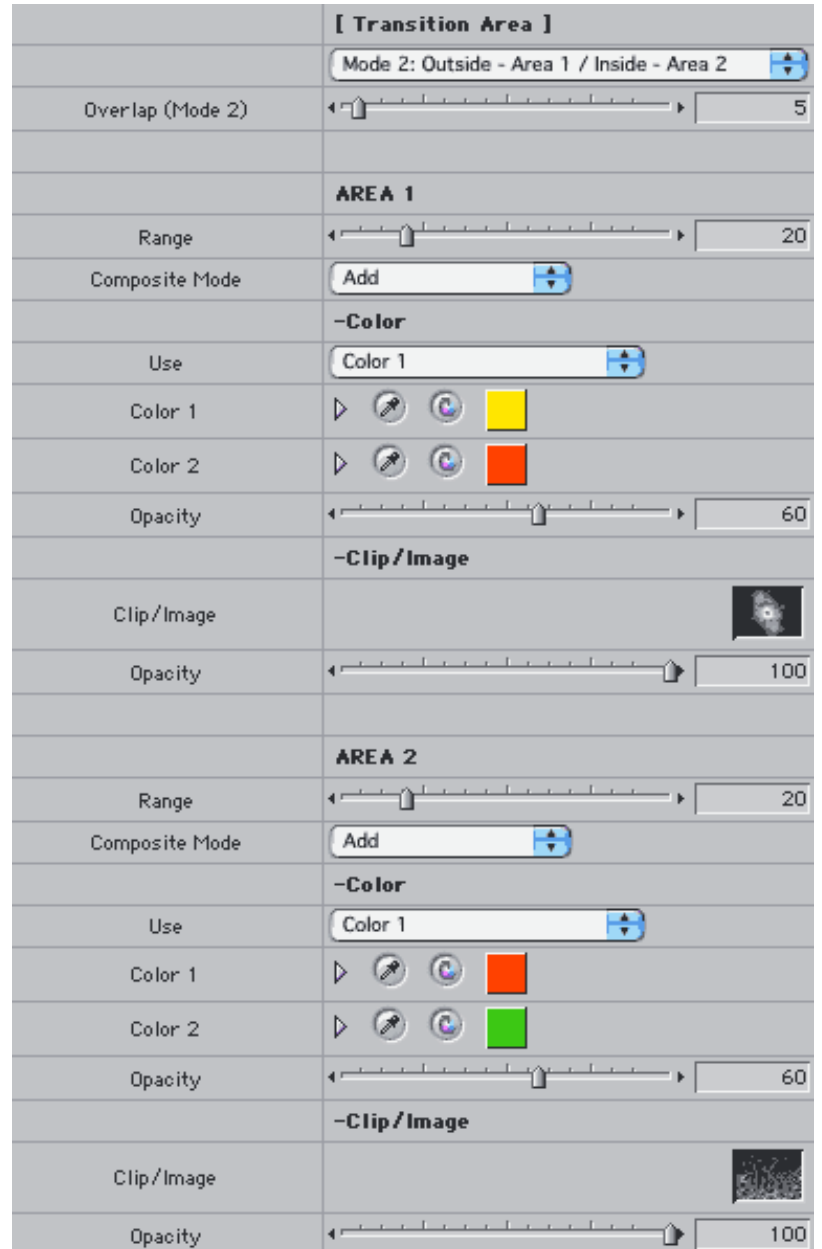 [ Transition Area ]
Mode 2: Outside - Area 1 / Inside - Area 2
Overlap (Mode 2) 5
AREA 1
Range 20
Composite Mode Add
-Color
Use Color 1
Color 1
Color 2
Opacity 60
-Clip/Image
Clip/Image
Opacity 100
AREA 2
Range 20
Composite Mode Add
-Color
Use Color 1
Color 1
Color 2
Opacity 60
-Clip/Image
Clip/Image
Opacity 100